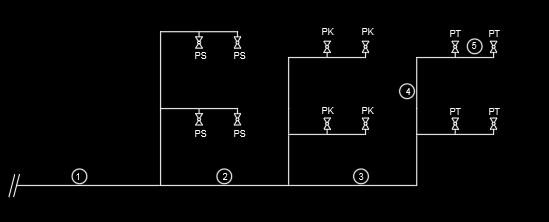 PK PK PT PT 5
PS PS
4
PK PK PT PT
PS PS
1 2 3